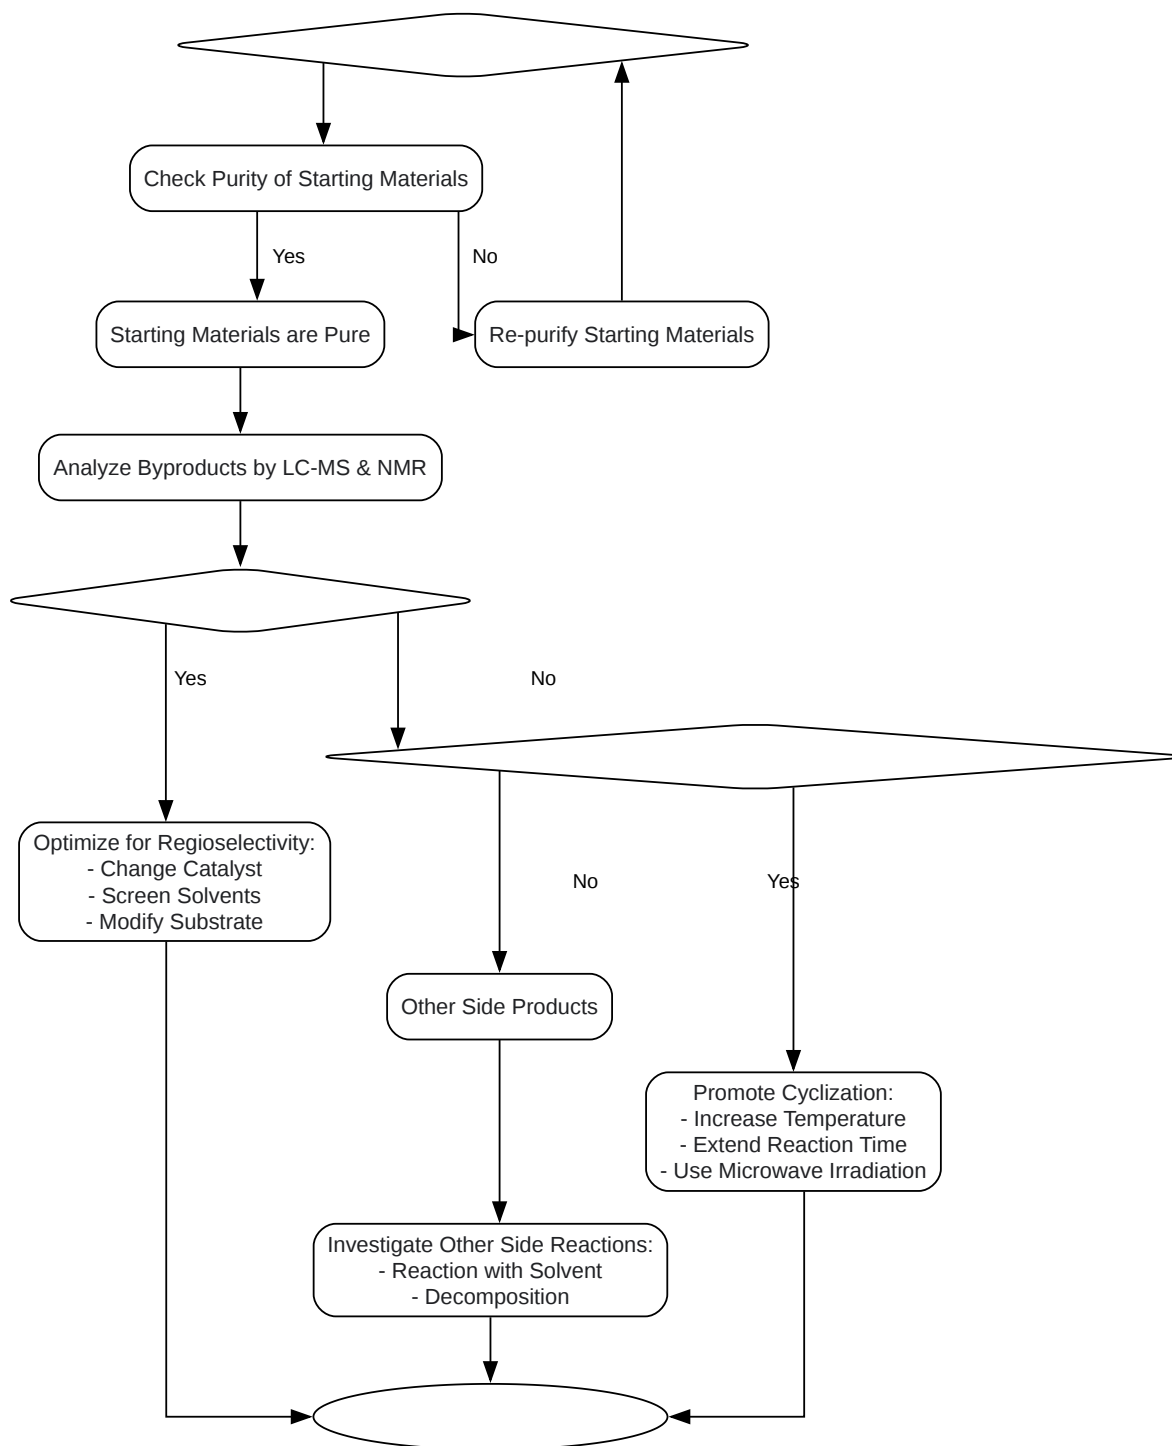 Check Purity of Starting Materials
Yes
No
Starting Materials are Pure
Re-purify Starting Materials
Analyze Byproducts by LC-MS & NMR
Yes
No
Optimize for Regioselectivity:
- Change Catalyst
- Screen Solvents
- Modify Substrate
No
Yes
Other Side Products
Promote Cyclization:
- Increase Temperature
- Extend Reaction Time
- Use Microwave Irradiation
Investigate Other Side Reactions:
- Reaction with Solvent
- Decomposition